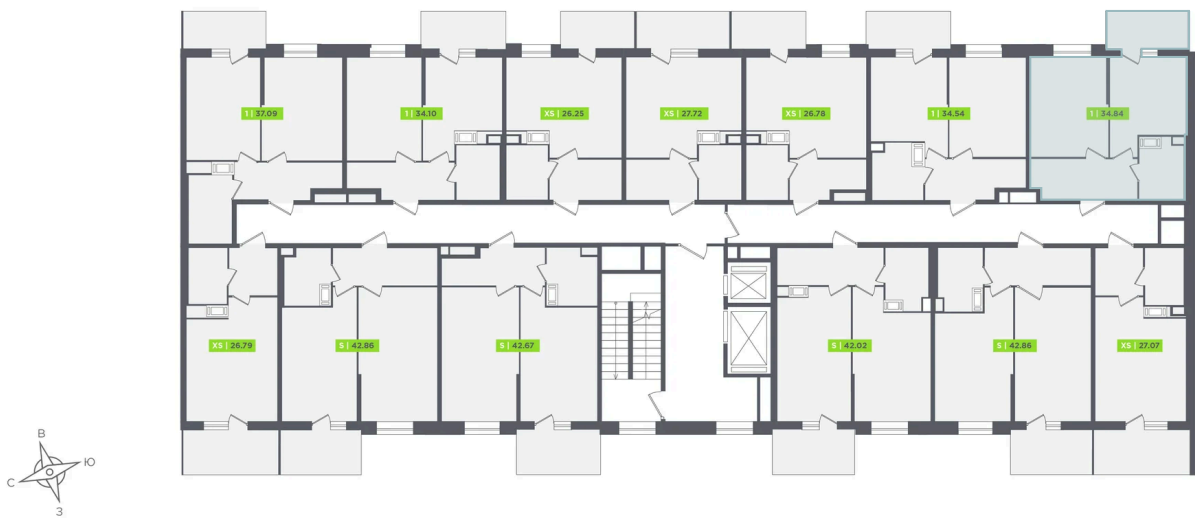 1 | 37.09
1 | 34.10
XS | 26.25
XS | 27.72
XS | 26.78
1 | 34.54
1 | 34.84
XS | 26.79
S | 42.86
S | 42.67
S | 42.02
S | 42.86
XS | 27.07
В
Ю
С
З